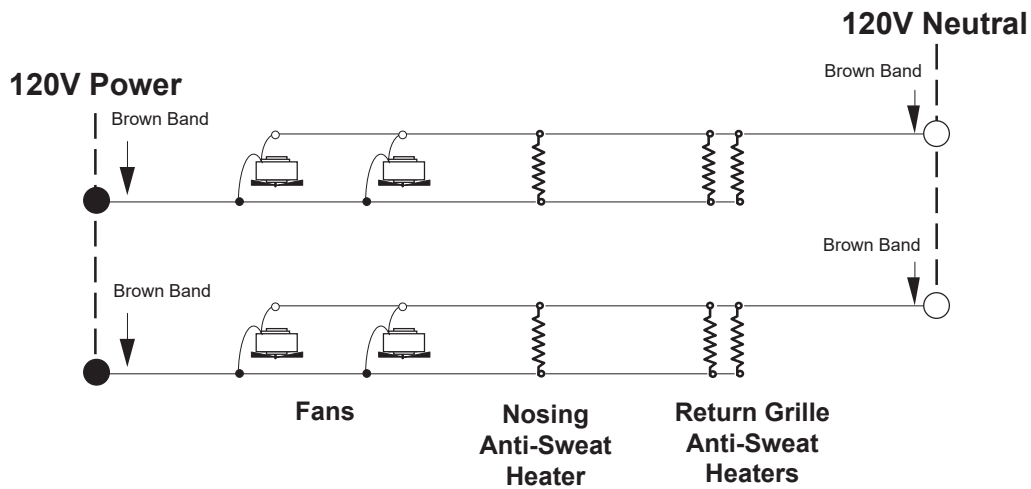 120V Neutral
120V Power
Brown Band
Brown Band
Brown Band
Brown Band
Fans
Nosing
Anti-Sweat
Heater
Return Grille
Anti-Sweat
Heaters